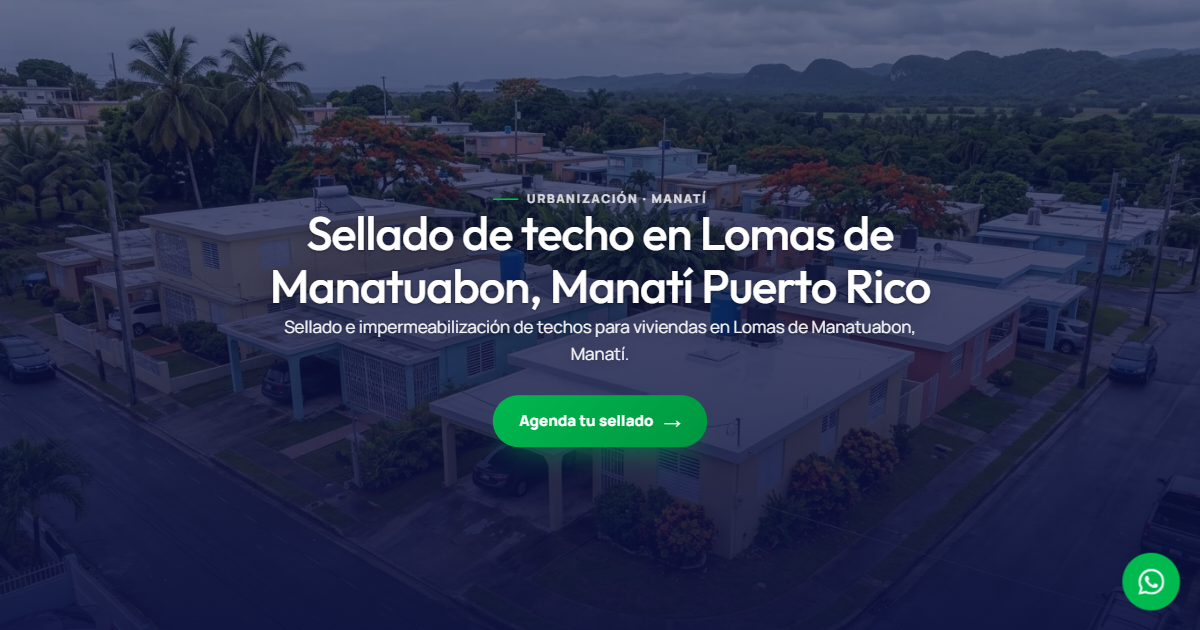 URBANIZACIÓN · MANATÍ
Sellado de techo en Lomas de
Manatuabon, Manatí Puerto Rico
Sellado e impermeabilización de techos para viviendas en Lomas de Manatuabon,
Manatí.
Agenda tu sellado →